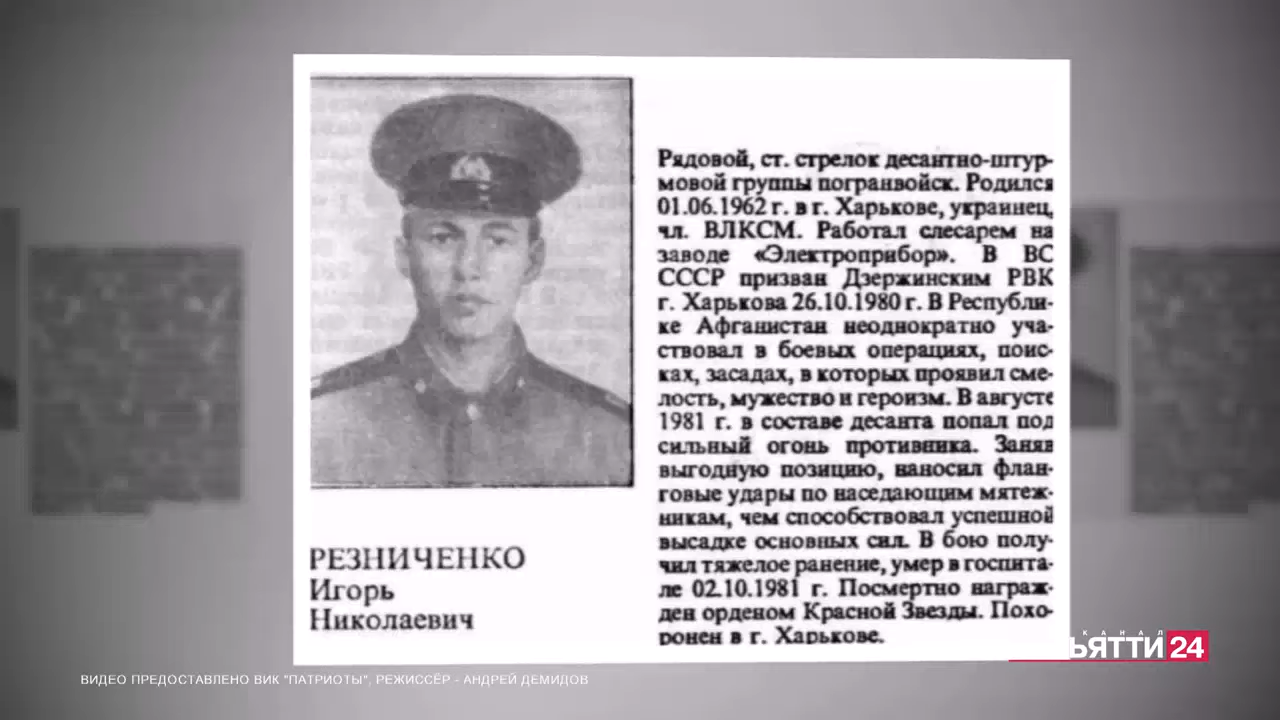 Рядовой, ст. стрелок десантно-штур-
мовой группы погранвойск. Родился
01.06.1962 г. в г. Харькове, украинец,
чл. ВЛКСМ. Работал слесарем на
заводе «Электроприбор». В ВС
СССР призван Дзержинским РВК
г. Харькова 26.10.1980 г. В Республи-
ке Афганистан неоднократно уча-
ствовал в боевых операциях, поис-
ках, засадах, в которых проявил сме-
лость, мужество и героизм. В августе
1981 г. в составе десанта попал под
сильный огонь противника. Заняв
выгодную позицию, наносил флан-
говые удары по наседающим мятеж-
никам, чем способствовал успешной
высадке основных сил. В бою полу-
чил тяжелое ранение, умер в госпита-
ле 02.10.1981 г. Посмертно награж-
ден орденом Красной Звезды. Похо-
ронен в г. Харькове.
РЕЗНИЧЕНКО
Игорь
Николаевич
КАНАЛ
ЬЯТТИ 24
ВИДЕО ПРЕДОСТАВЛЕНО ВИК "ПАТРИОТЫ", РЕЖИССЁР - АНДРЕЙ ДЕМИДОВ